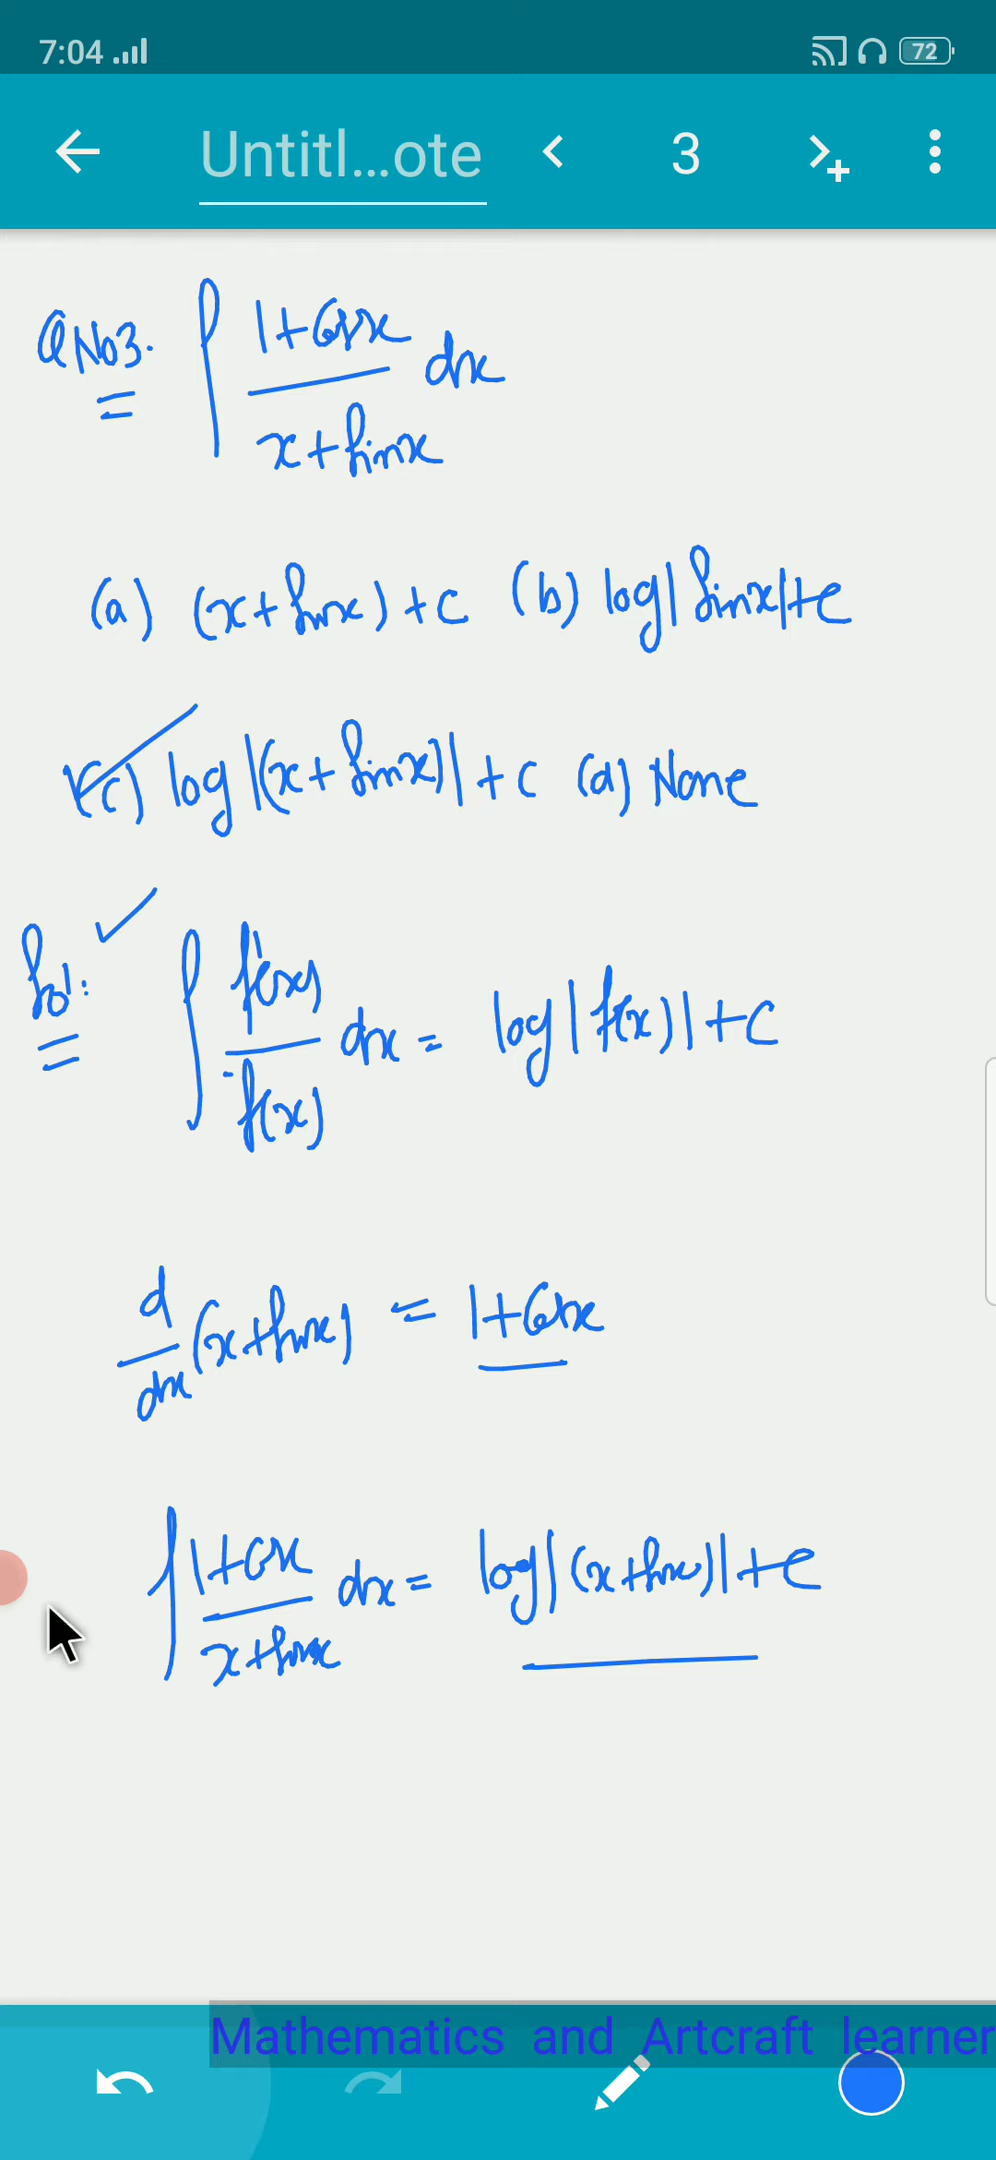 7:04 72
Untitl...ote < 3 >+
QNo3. ∫ 1+Cosx / x+sinx dx
(a) (x+sinx)+c (b) log|sinx|+c
(c) log|(x+sinx)|+c (d) None
Sol: ∫ f'(x) / f(x) dx = log|f(x)|+c
d/dx (x+sinx) = 1+Cosx
∫ 1+Cosx / x+sinx dx = log|(x+sinx)|+c
Mathematics and Artcraft learner